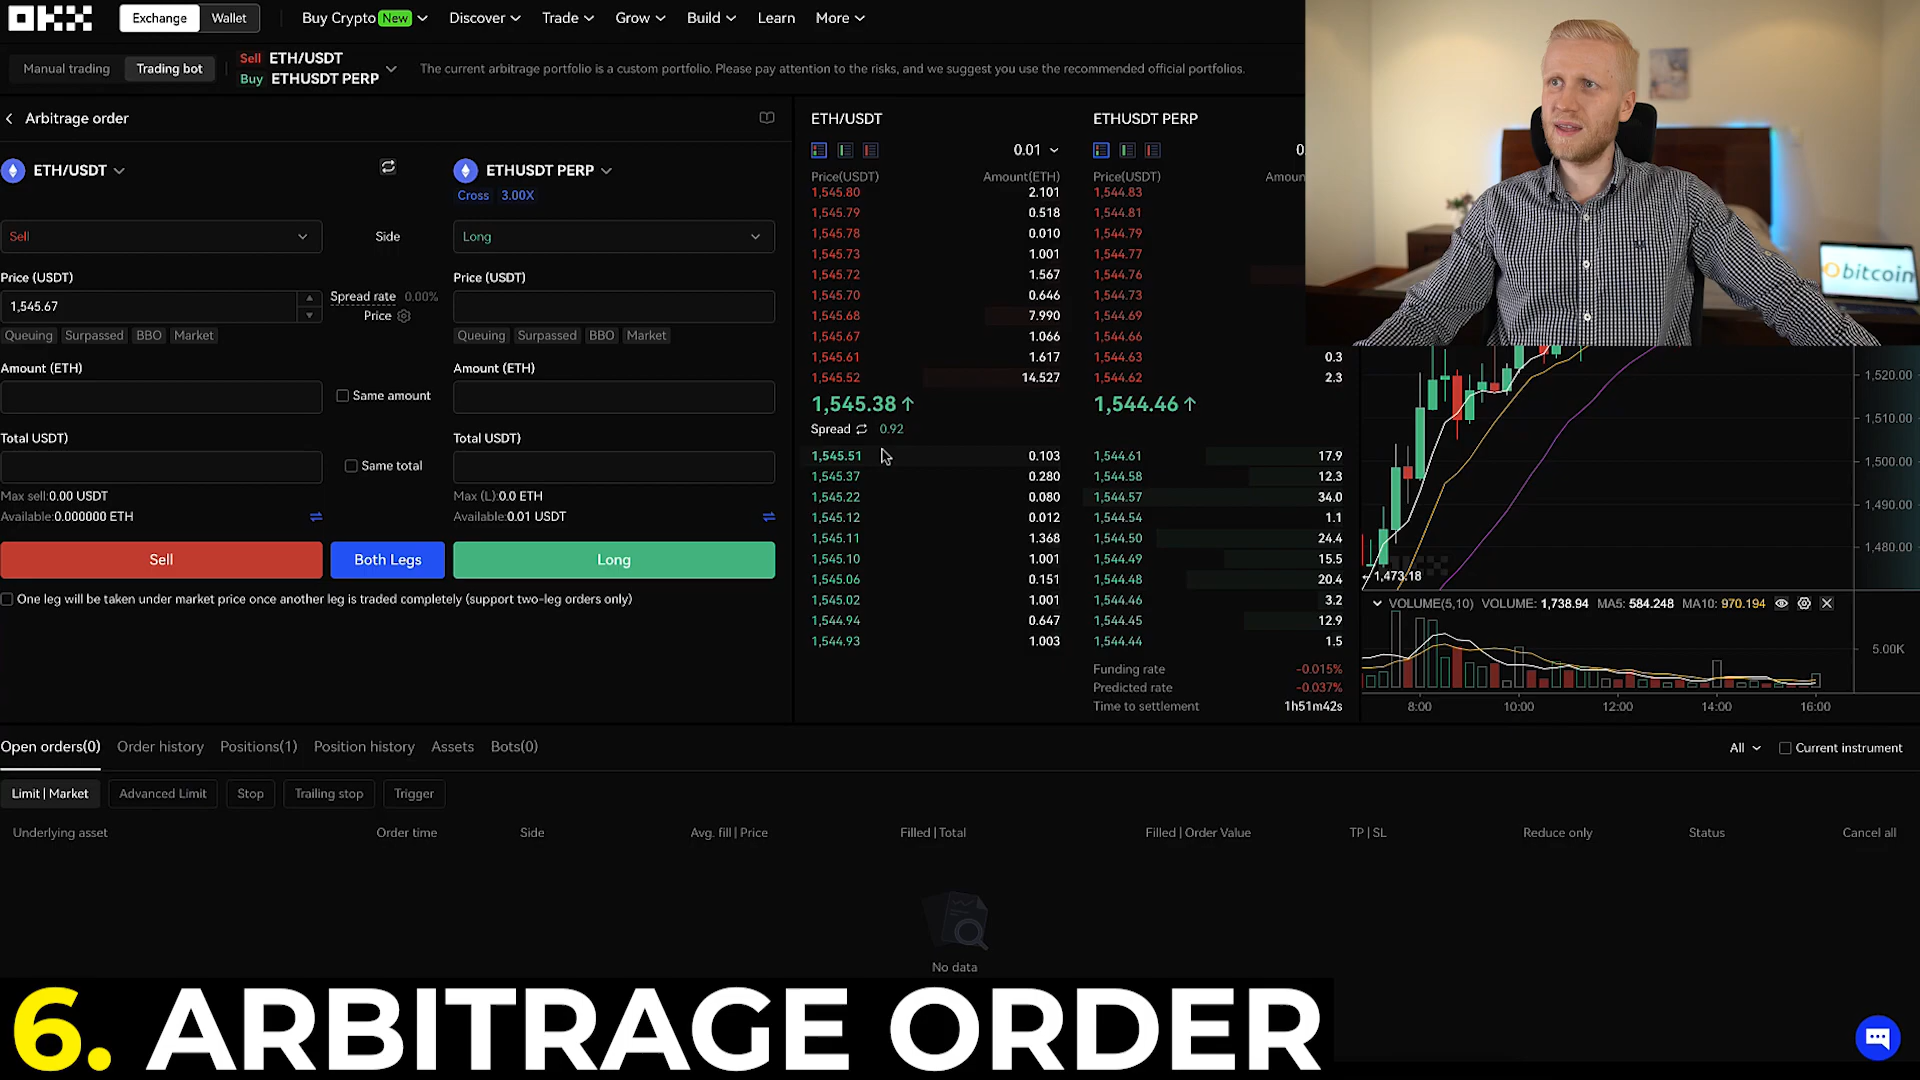 OKX Exchange Wallet Buy Crypto New Discover Trade Grow Build Learn More
Manual trading Trading bot Sell ETH/USDT The current arbitrage portfolio is a custom portfolio. Please pay attention to the risks, and we suggest you use the recommended official portfolios.
Buy ETHUSDT PERP
Arbitrage order
ETH/USDT ETHUSDT PERP
Cross 3.00X
Sell Side Long
Price (USDT) Price (USDT)
1,545.67 Spread rate 0.00%
Price
Queuing Surpassed BBO Market Queuing Surpassed BBO Market
Amount (ETH) Amount (ETH)
Same amount
Total USDT) Total USDT)
Same total
Max sell:0.00 USDT Max (L):0.0 ETH
Available:0.000000 ETH Available:0.01 USDT
Sell Both Legs Long
One leg will be taken under market price once another leg is traded completely (support two-leg orders only)
ETH/USDT ETHUSDT PERP
0.01 0
Price(USDT) Amount(ETH) Price(USDT) Amoun
1,545.80 2.101 1,544.83
1,545.79 0.518 1,544.81
1,545.78 0.010 1,544.79
1,545.73 1.001 1,544.77
1,545.72 1.567 1,544.76
1,545.70 0.646 1,544.73
1,545.68 7.990 1,544.69
1,545.67 1.066 1,544.66
1,545.61 1.617 1,544.63 0.3
1,545.52 14.527 1,544.62 2.3
1,545.38 1,544.46
Spread 0.92
1,545.51 0.103 1,544.61 17.9
1,545.37 0.280 1,544.58 12.3
1,545.22 0.080 1,544.57 34.0
1,545.12 0.012 1,544.54 1.1
1,545.11 1.368 1,544.50 24.4
1,545.10 1.001 1,544.49 15.5
1,545.06 0.151 1,544.48 20.4
1,545.02 1.001 1,544.46 3.2
1,544.94 0.647 1,544.45 12.9
1,544.93 1.003 1,544.44 1.5
Funding rate -0.015%
Predicted rate -0.037%
Time to settlement 1h51m42s
bitcoin
1,520.00
1,510.00
1,500.00
1,490.00
1,480.00
1,473.18
VOLUME(5,10) VOLUME: 1,738.94 MA5: 584.248 MA10: 970.194
5.00K
8:00 10:00 12:00 14:00 16:00
Open orders(0) Order history Positions(1) Position history Assets Bots(0) All Current instrument
Limit | Market Advanced Limit Stop Trailing stop Trigger
Underlying asset Order time Side Avg. fill | Price Filled | Total Filled | Order Value TP | SL Reduce only Status Cancel all
No data
6. ARBITRAGE ORDER